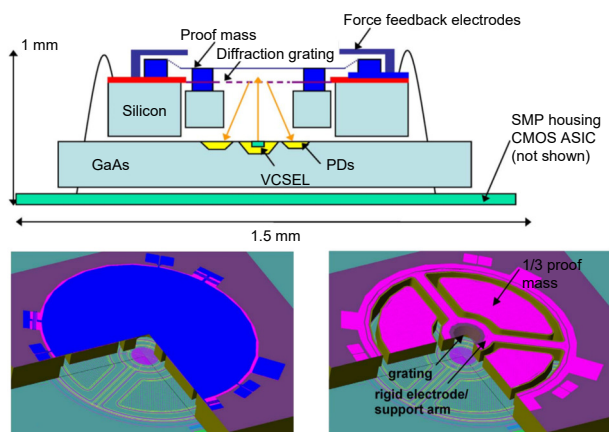 Force feedback electrodes
1 mm
Proof mass
Diffraction grating
Silicon
SMP housing
CMOS ASIC
(not shown)
GaAs
PDs
VCSEL
1.5 mm
1/3 proof
mass
grating
rigid electrode/
support arm